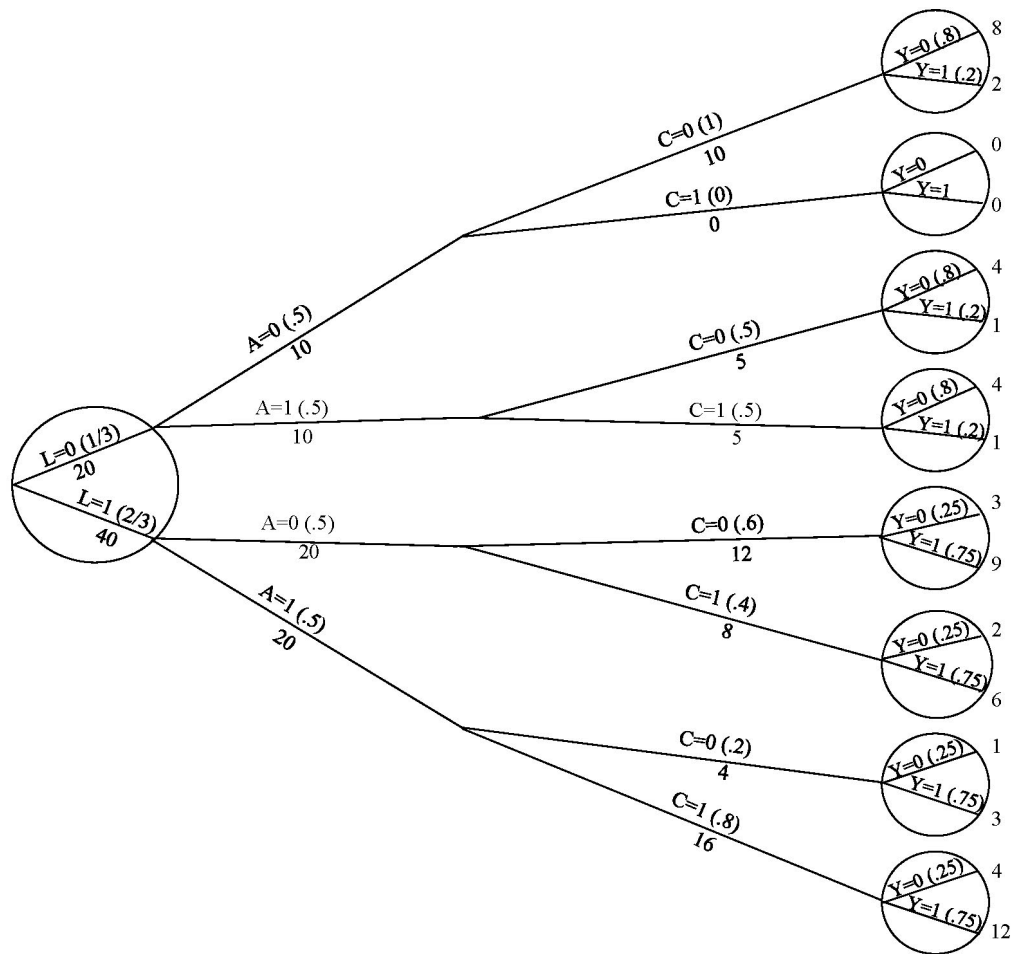 Y=0 (.8)
8
Y=1 (.2)
2
C=0 (1)
10
Y=0
0
Y=1
0
C=1 (0)
0
A=0 (.5)
10
Y=0 (.8)
4
Y=1 (.2)
1
C=0 (.5)
5
A=1 (.5)
10
C=1 (.5)
5
Y=0 (.8)
4
Y=1 (.2)
1
L=0 (1/3)
20
L=1 (2/3)
40
A=0 (.5)
20
C=0 (.6)
12
Y=0 (.25)
3
Y=1 (.75)
9
C=1 (.4)
8
Y=0 (.25)
2
Y=1 (.75)
6
A=1 (.5)
20
C=0 (.2)
4
Y=0 (.25)
1
Y=1 (.75)
3
C=1 (.8)
16
Y=0 (.25)
4
Y=1 (.75)
12